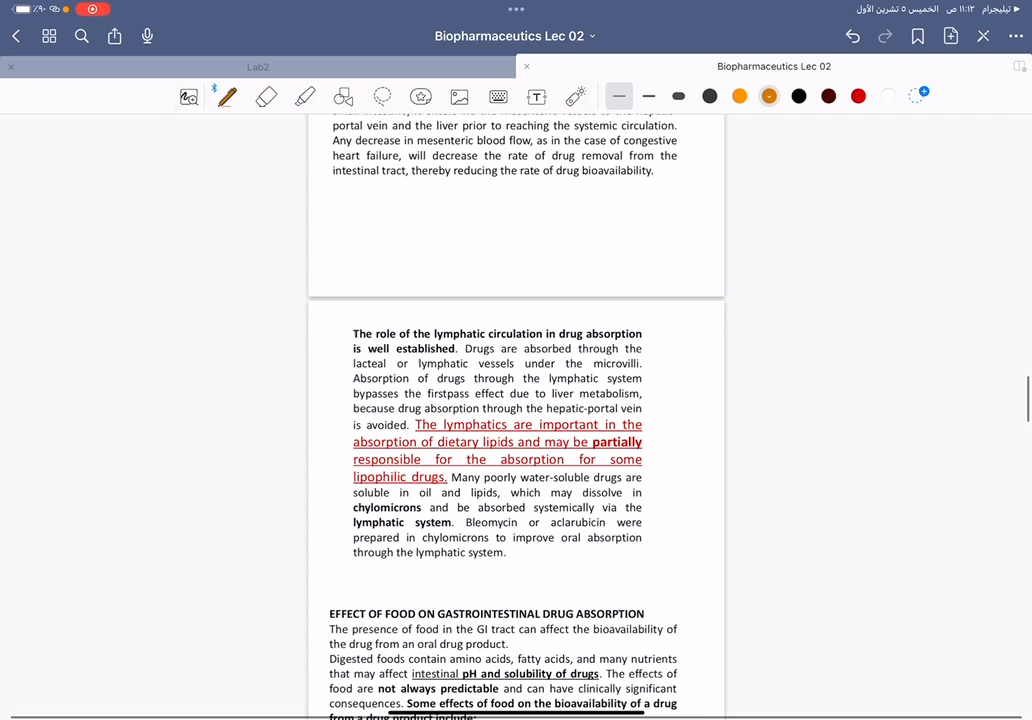 ٪٩٠
الخميس ٥ تشرين الأول ١١:١٢ ص تيليجرام ◀
Biopharmaceutics Lec 02
Lab2
Biopharmaceutics Lec 02
portal vein and the liver prior to reaching the systemic circulation.
Any decrease in mesenteric blood flow, as in the case of congestive
heart failure, will decrease the rate of drug removal from the
intestinal tract, thereby reducing the rate of drug bioavailability.
The role of the lymphatic circulation in drug absorption
is well established. Drugs are absorbed through the
lacteal or lymphatic vessels under the microvilli.
Absorption of drugs through the lymphatic system
bypasses the firstpass effect due to liver metabolism,
because drug absorption through the hepatic-portal vein
is avoided. The lymphatics are important in the
absorption of dietary lipids and may be partially
responsible for the absorption for some
lipophilic drugs. Many poorly water-soluble drugs are
soluble in oil and lipids, which may dissolve in
chylomicrons and be absorbed systemically via the
lymphatic system. Bleomycin or aclarubicin were
prepared in chylomicrons to improve oral absorption
through the lymphatic system.
EFFECT OF FOOD ON GASTROINTESTINAL DRUG ABSORPTION
The presence of food in the GI tract can affect the bioavailability of
the drug from an oral drug product.
Digested foods contain amino acids, fatty acids, and many nutrients
that may affect intestinal pH and solubility of drugs. The effects of
food are not always predictable and can have clinically significant
consequences. Some effects of food on the bioavailability of a drug
from a drug product include: